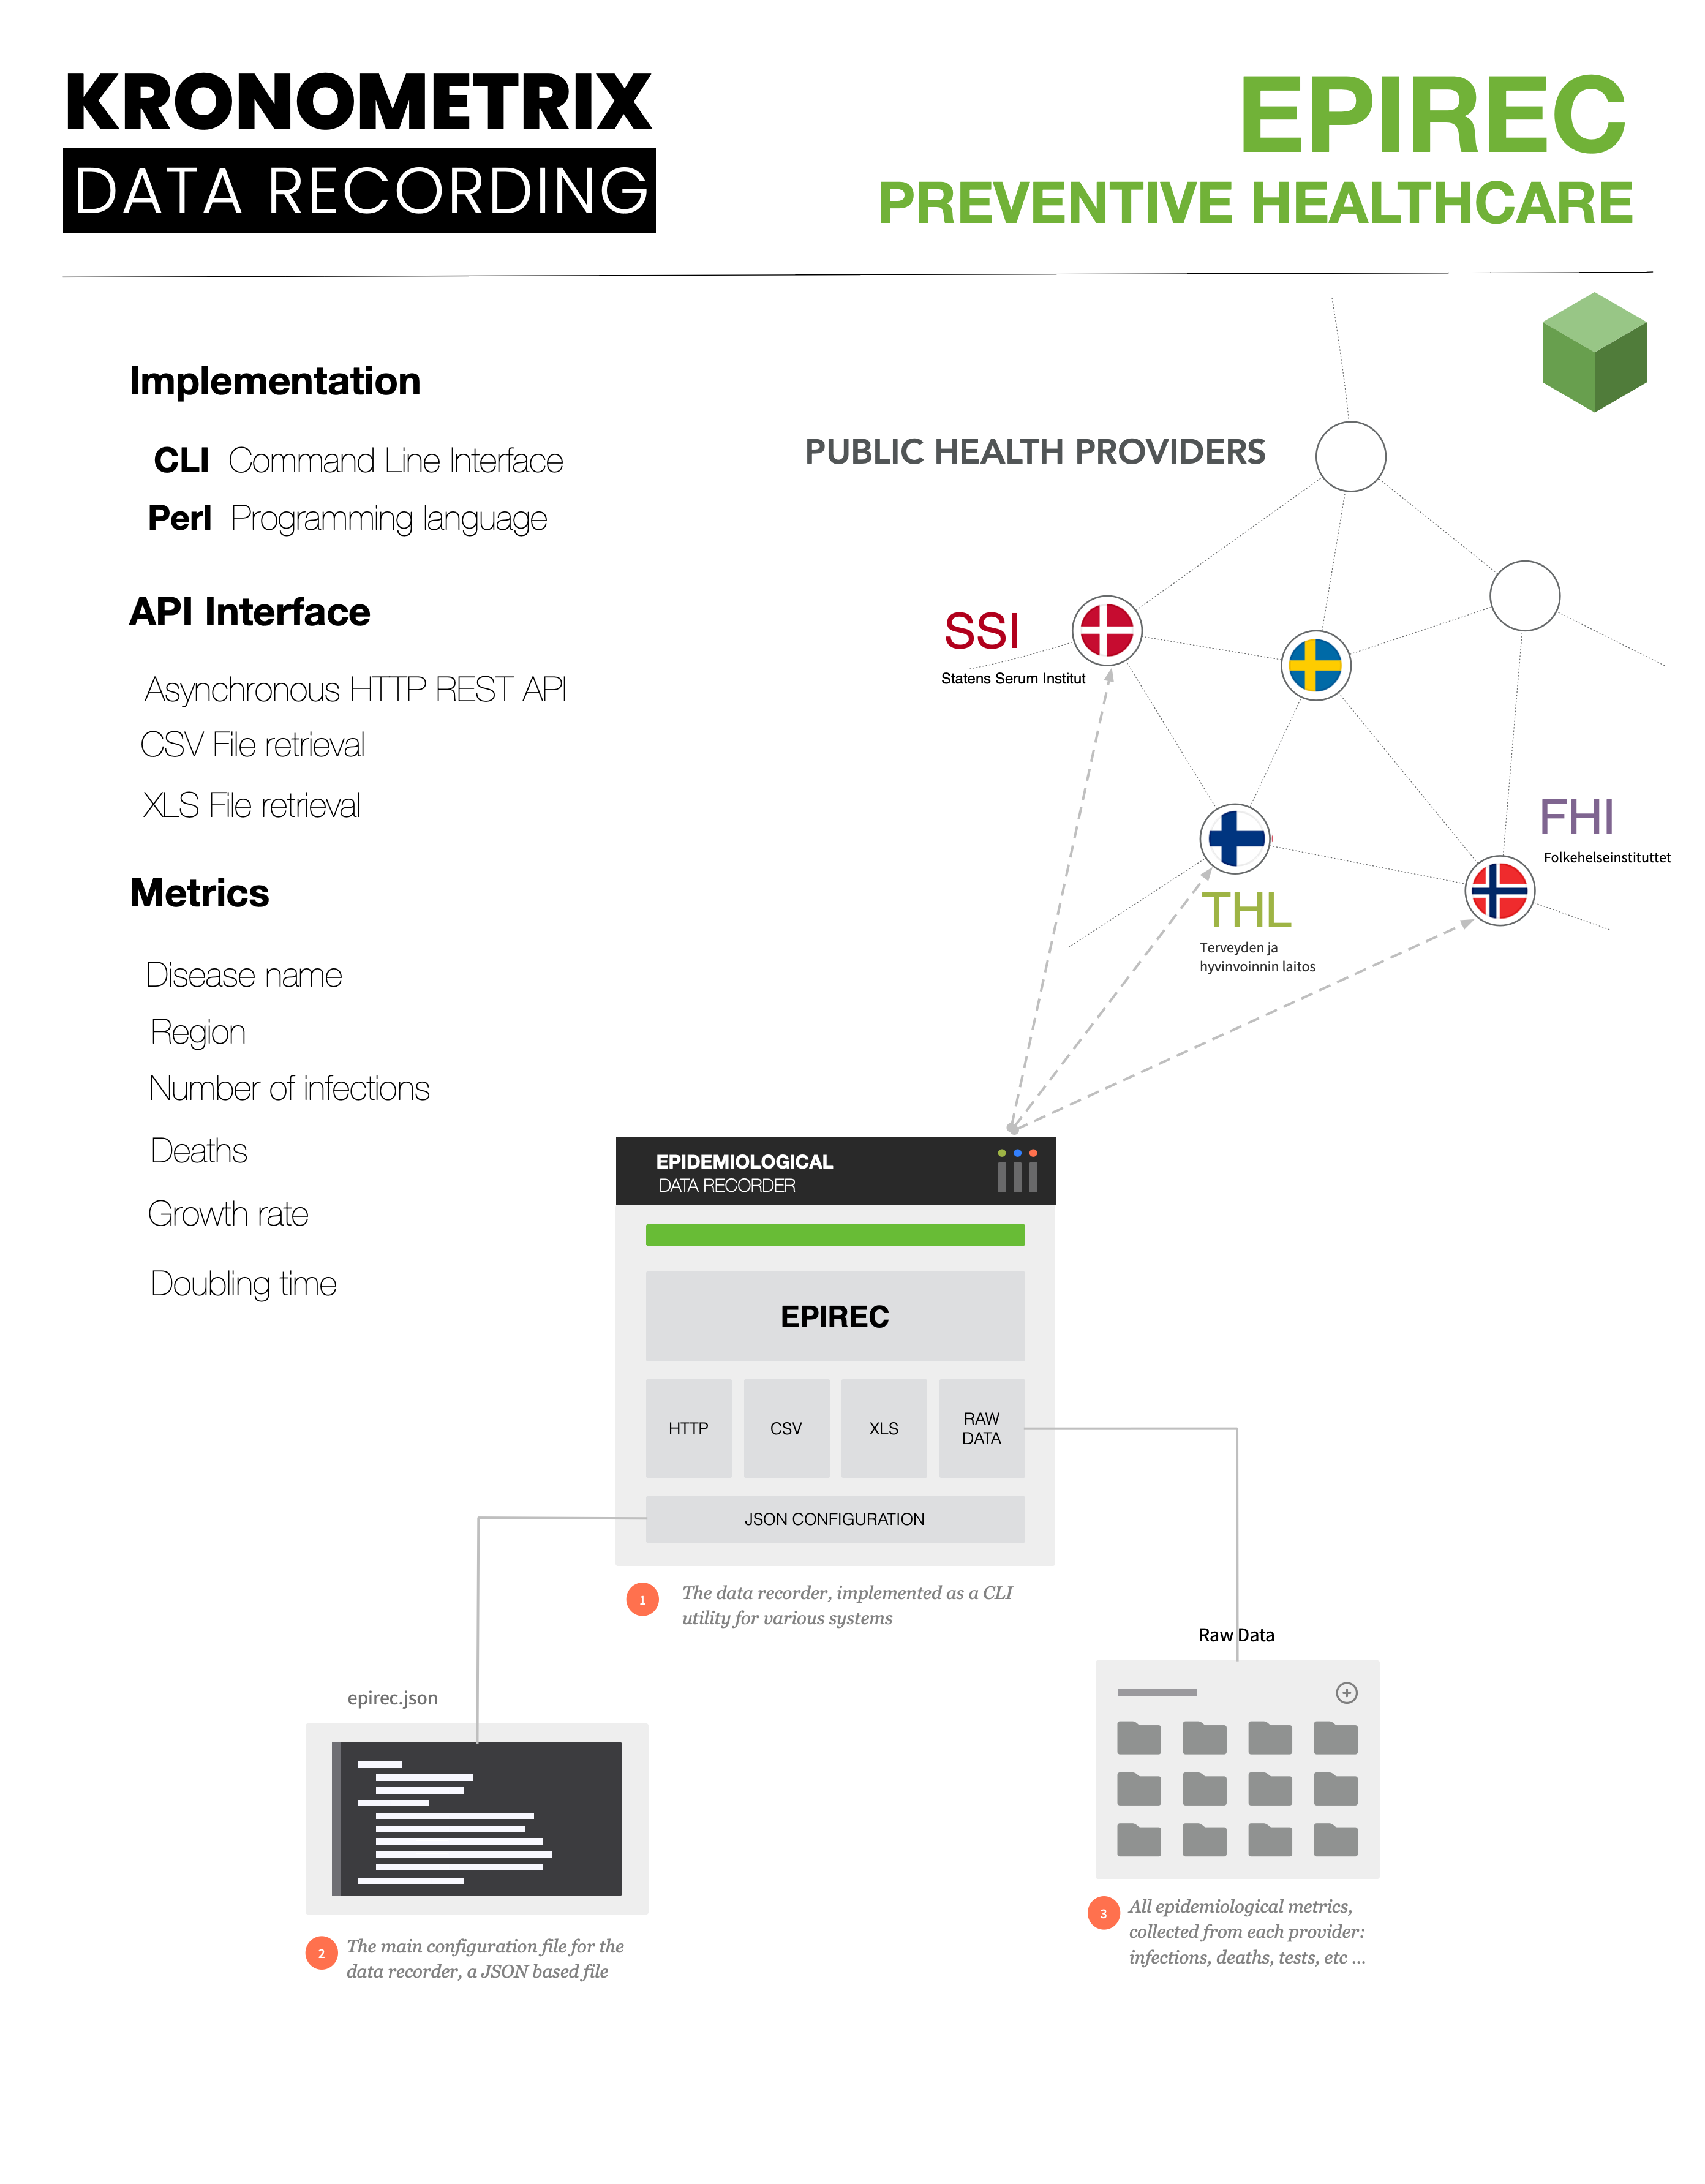 KRONOMETRIX
DATA RECORDING
EPIREC
PREVENTIVE HEALTHCARE
Implementation
CLI Command Line Interface
Perl Programming language
API Interface
Asynchronous HTTP REST API
CSV File retrieval
XLS File retrieval
Metrics
Disease name
Region
Number of infections
Deaths
Growth rate
Doubling time
PUBLIC HEALTH PROVIDERS
SSI
Statens Serum Institut
FHI
Folkehelseinstituttet
THL
Terveyden ja
hyvinvoinnin laitos
EPIDEMIOLOGICAL
DATA RECORDER
EPIREC
HTTP
CSV
XLS
RAW
DATA
JSON CONFIGURATION
1
The data recorder, implemented as a CLI
utility for various systems
epirec.json
2
The main configuration file for the
data recorder, a JSON based file
Raw Data
3
All epidemiological metrics,
collected from each provider:
infections, deaths, tests, etc ...